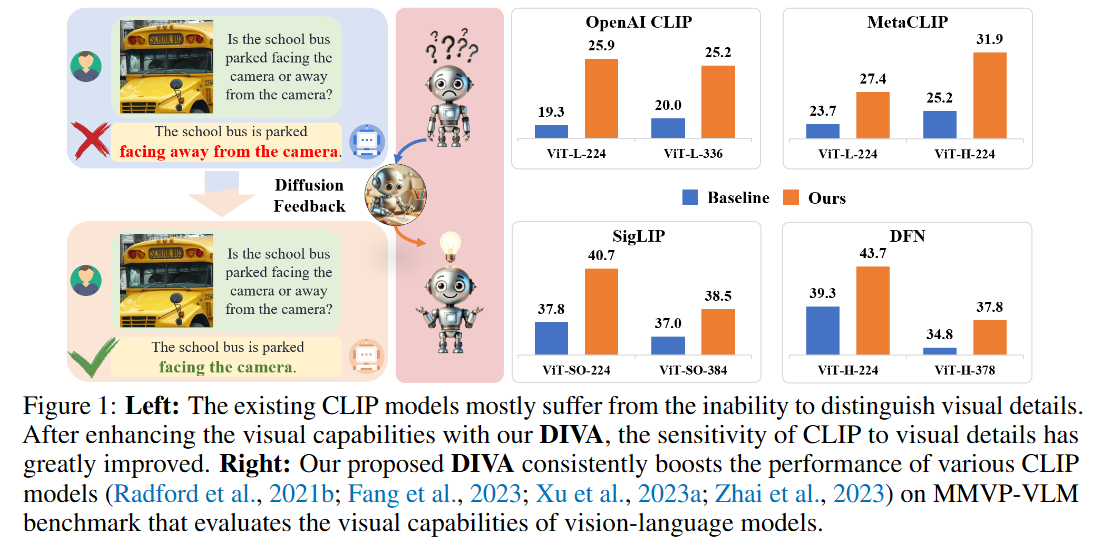 Is the school bus
parked facing the
camera or away
from the camera?
SCHOOL BUS
The school bus is parked
facing away from the camera.
Diffusion
Feedback
Is the school bus
parked facing the
camera or away
from the camera?
SCHOOL BUS
The school bus is parked
facing the camera.
? ? ? ?
OpenAI CLIP
25.9
25.2
19.3
20.0
ViT-L-224
ViT-L-336
MetaCLIP
31.9
27.4
23.7
25.2
ViT-L-224
ViT-H-224
Baseline
Ours
SigLIP
40.7
37.8
38.5
37.0
ViT-SO-224
ViT-SO-384
DFN
43.7
39.3
37.8
34.8
ViT-H-224
ViT-H-378
Figure 1: Left: The existing CLIP models mostly suffer from the inability to distinguish visual details.
After enhancing the visual capabilities with our DIVA, the sensitivity of CLIP to visual details has
greatly improved. Right: Our proposed DIVA consistently boosts the performance of various CLIP
models (Radford et al., 2021b; Fang et al., 2023; Xu et al., 2023a; Zhai et al., 2023) on MMVP-VLM
benchmark that evaluates the visual capabilities of vision-language models.